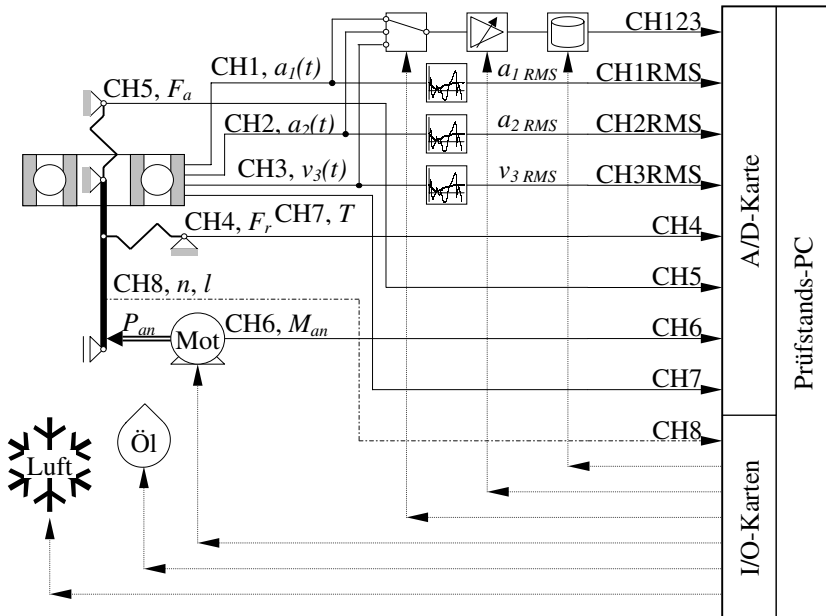 CH123
CH1, a1(t)
a1 RMS
CH1RMS
CH5, Fa
CH2, a2(t)
a2 RMS
CH2RMS
CH3, v3(t)
v3 RMS
CH3RMS
CH4, Fr
CH7, T
CH4
CH8, n, l
CH5
Pan
Mot
CH6, Man
CH6
CH7
CH8
Luft
Öl
A/D-Karte
I/O-Karten
Prüfstands-PC